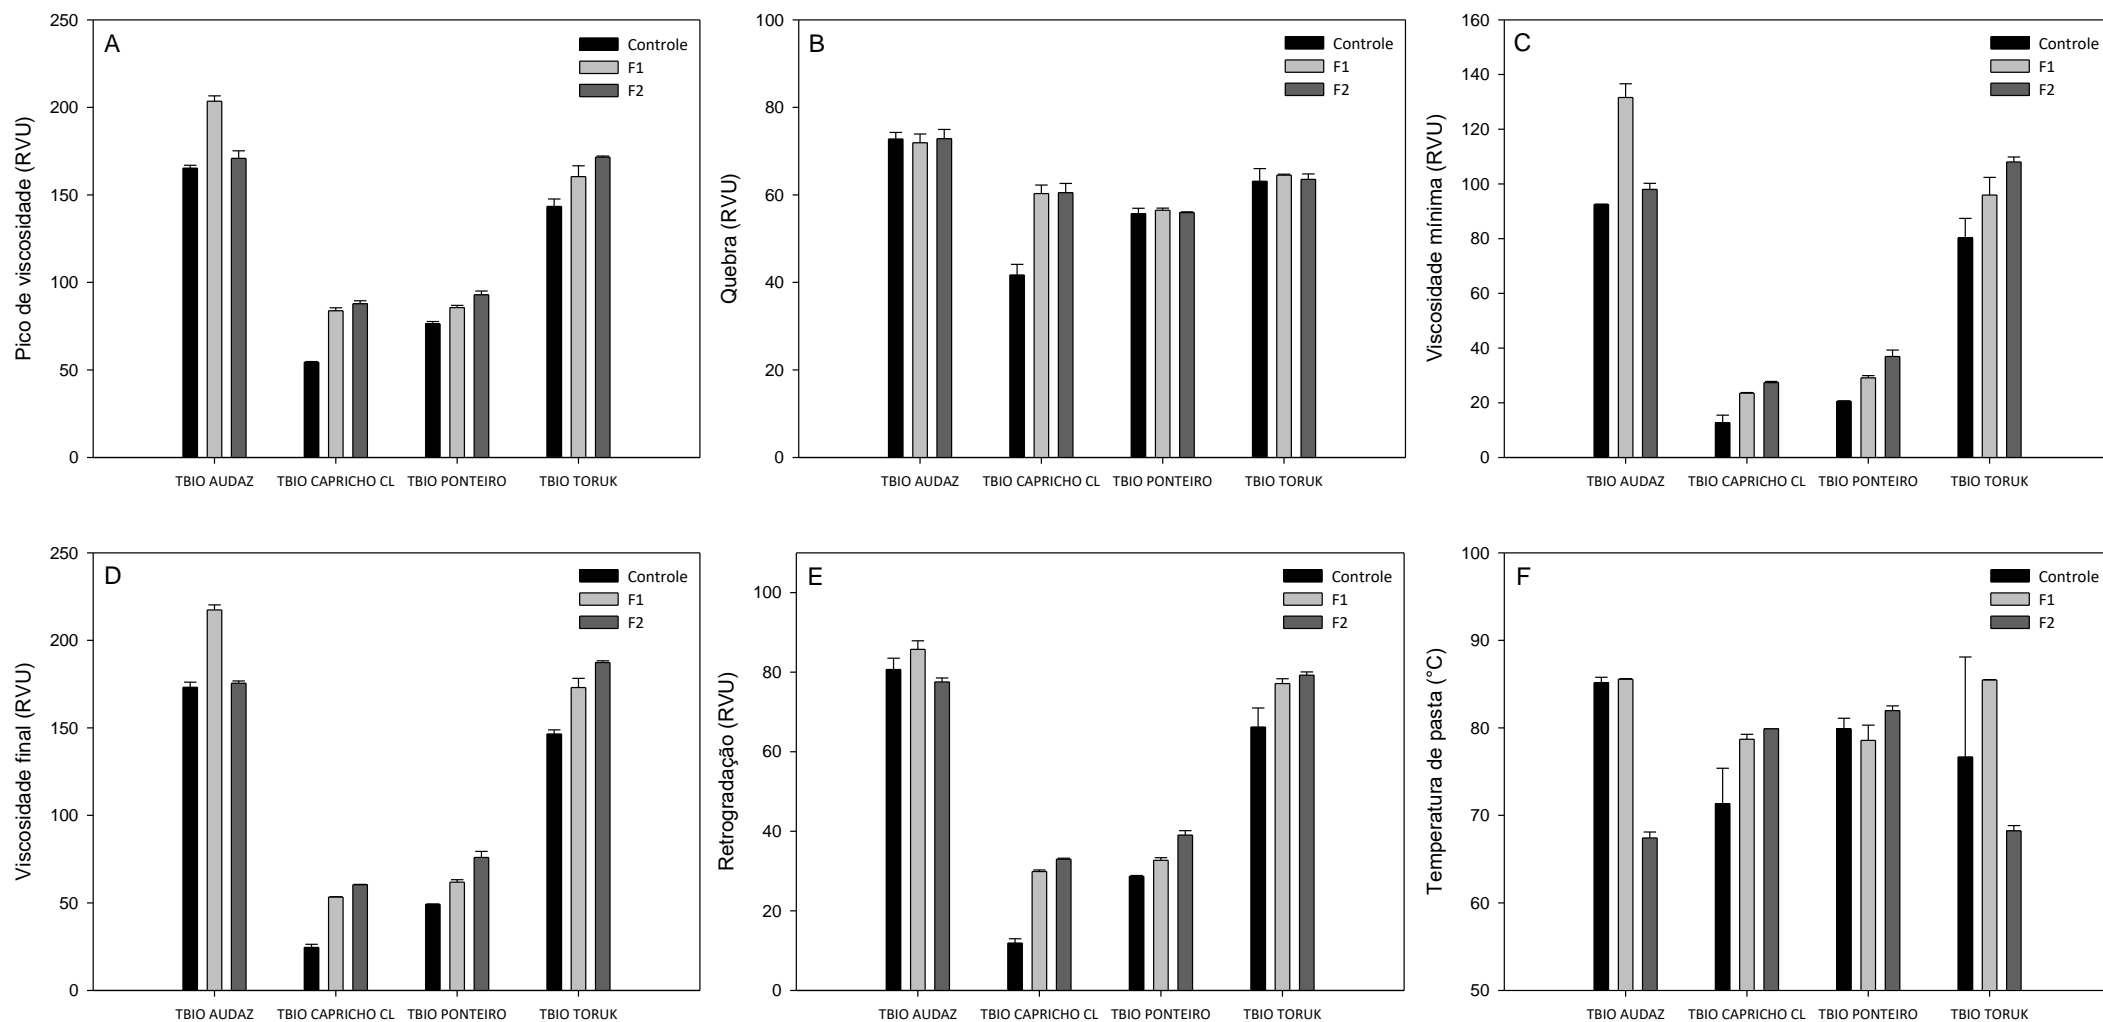 A
Controle
F1
F2
Pico de viscosidade (RVU)
250
200
150
100
50
0
TBIO AUDAZ TBIO CAPRICHO CL TBIO PONTEIRO TBIO TORUK
B
Controle
F1
F2
Quebra (RVU)
100
80
60
40
20
0
TBIO AUDAZ TBIO CAPRICHO CL TBIO PONTEIRO TBIO TORUK
C
Controle
F1
F2
Viscosidade mínima (RVU)
160
140
120
100
80
60
40
20
0
TBIO AUDAZ TBIO CAPRICHO CL TBIO PONTEIRO TBIO TORUK
D
Controle
F1
F2
Viscosidade final (RVU)
250
200
150
100
50
0
TBIO AUDAZ TBIO CAPRICHO CL TBIO PONTEIRO TBIO TORUK
E
Controle
F1
F2
Retrogradação (RVU)
100
80
60
40
20
0
TBIO AUDAZ TBIO CAPRICHO CL TBIO PONTEIRO TBIO TORUK
F
Controle
F1
F2
Temperatura de pasta (°C)
100
90
80
70
60
50
TBIO AUDAZ TBIO CAPRICHO CL TBIO PONTEIRO TBIO TORUK